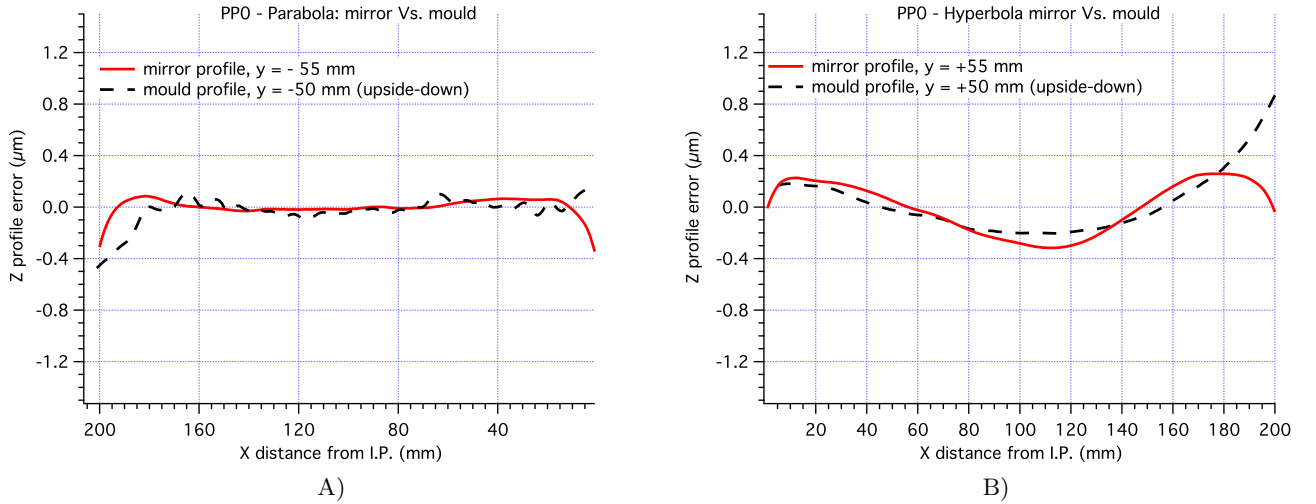 PP0 - Parabola: mirror Vs. mould
mirror profile, y = - 55 mm
mould profile, y = -50 mm (upside-down)
Z profile error (µm)
1.2
0.8
0.4
0.0
-0.4
-0.8
-1.2
200 160 120 80 40
X distance from I.P. (mm)
A)
PP0 - Hyperbola mirror Vs. mould
mirror profile, y = +55 mm
mould profile, y = +50 mm (upside-down)
Z profile error (µm)
1.2
0.8
0.4
0.0
-0.4
-0.8
-1.2
20 40 60 80 100 120 140 160 180 200
X distance from I.P. (mm)
B)